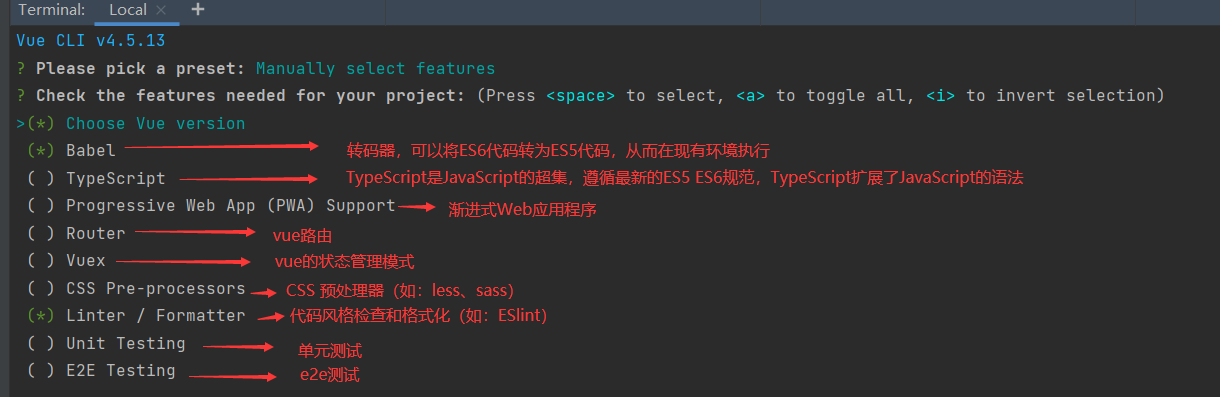 Terminal: Local × +
Vue CLI v4.5.13
? Please pick a preset: Manually select features
? Check the features needed for your project: (Press <space> to select, <a> to toggle all, <i> to invert selection)
>(*) Choose Vue version
(*) Babel 转码器，可以将ES6代码转为ES5代码，从而在现有环境执行
( ) TypeScript TypeScript是JavaScript的超集，遵循最新的ES5 ES6规范，TypeScript扩展了JavaScript的语法
( ) Progressive Web App (PWA) Support 渐进式Web应用程序
( ) Router vue路由
( ) Vuex vue的状态管理模式
( ) CSS Pre-processors CSS 预处理器（如：less、sass）
(*) Linter / Formatter 代码风格检查和格式化（如：ESlint）
( ) Unit Testing 单元测试
( ) E2E Testing e2e测试